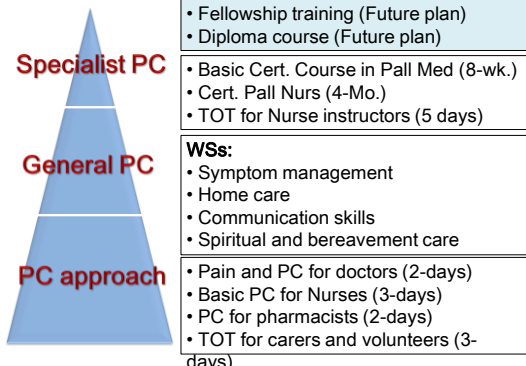 Specialist PC
General PC
PC approach
• Fellowship training (Future plan)
• Diploma course (Future plan)
• Basic Cert. Course in Pall Med (8-wk.)
• Cert. Pall Nurs (4-Mo.)
• TOT for Nurse instructors (5 days)
WSs:
• Symptom management
• Home care
• Communication skills
• Spiritual and bereavement care
• Pain and PC for doctors (2-days)
• Basic PC for Nurses (3-days)
• PC for pharmacists (2-days)
• TOT for carers and volunteers (3-
days)